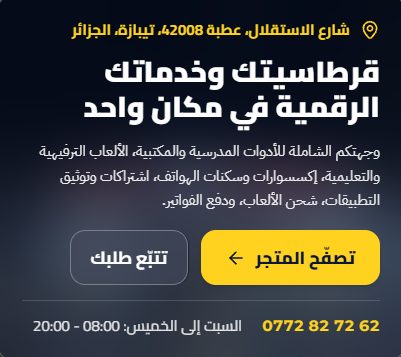 شارع الاستقلال، عطبة 42008، تيبازة، الجزائر
قرطاسيتك وخدماتك
الرقمية في مكان واحد
وجهتكم الشاملة للأدوات المدرسية والمكتبية، الألعاب الترفيهية
والتعليمية، إكسسوارات وسكنات الهواتف، اشتراكات وتوثيق
التطبيقات، شحن الألعاب، ودفع الفواتير.
تصفّح المتجر ←
تتبّع طلبك
0772 82 72 62
السبت إلى الخميس: 08:00 - 20:00